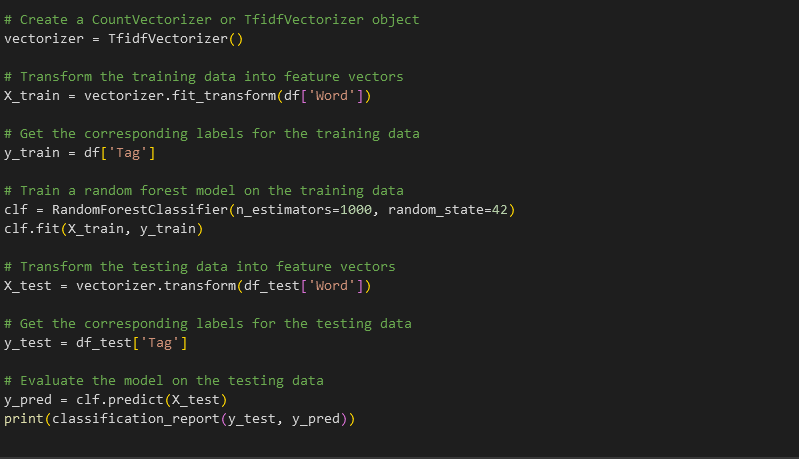 # Create a CountVectorizer or TfidfVectorizer object
vectorizer = TfidfVectorizer()
# Transform the training data into feature vectors
X_train = vectorizer.fit_transform(df['Word'])
# Get the corresponding labels for the training data
y_train = df['Tag']
# Train a random forest model on the training data
clf = RandomForestClassifier(n_estimators=1000, random_state=42)
clf.fit(X_train, y_train)
# Transform the testing data into feature vectors
X_test = vectorizer.transform(df_test['Word'])
# Get the corresponding labels for the testing data
y_test = df_test['Tag']
# Evaluate the model on the testing data
y_pred = clf.predict(X_test)
print(classification_report(y_test, y_pred))